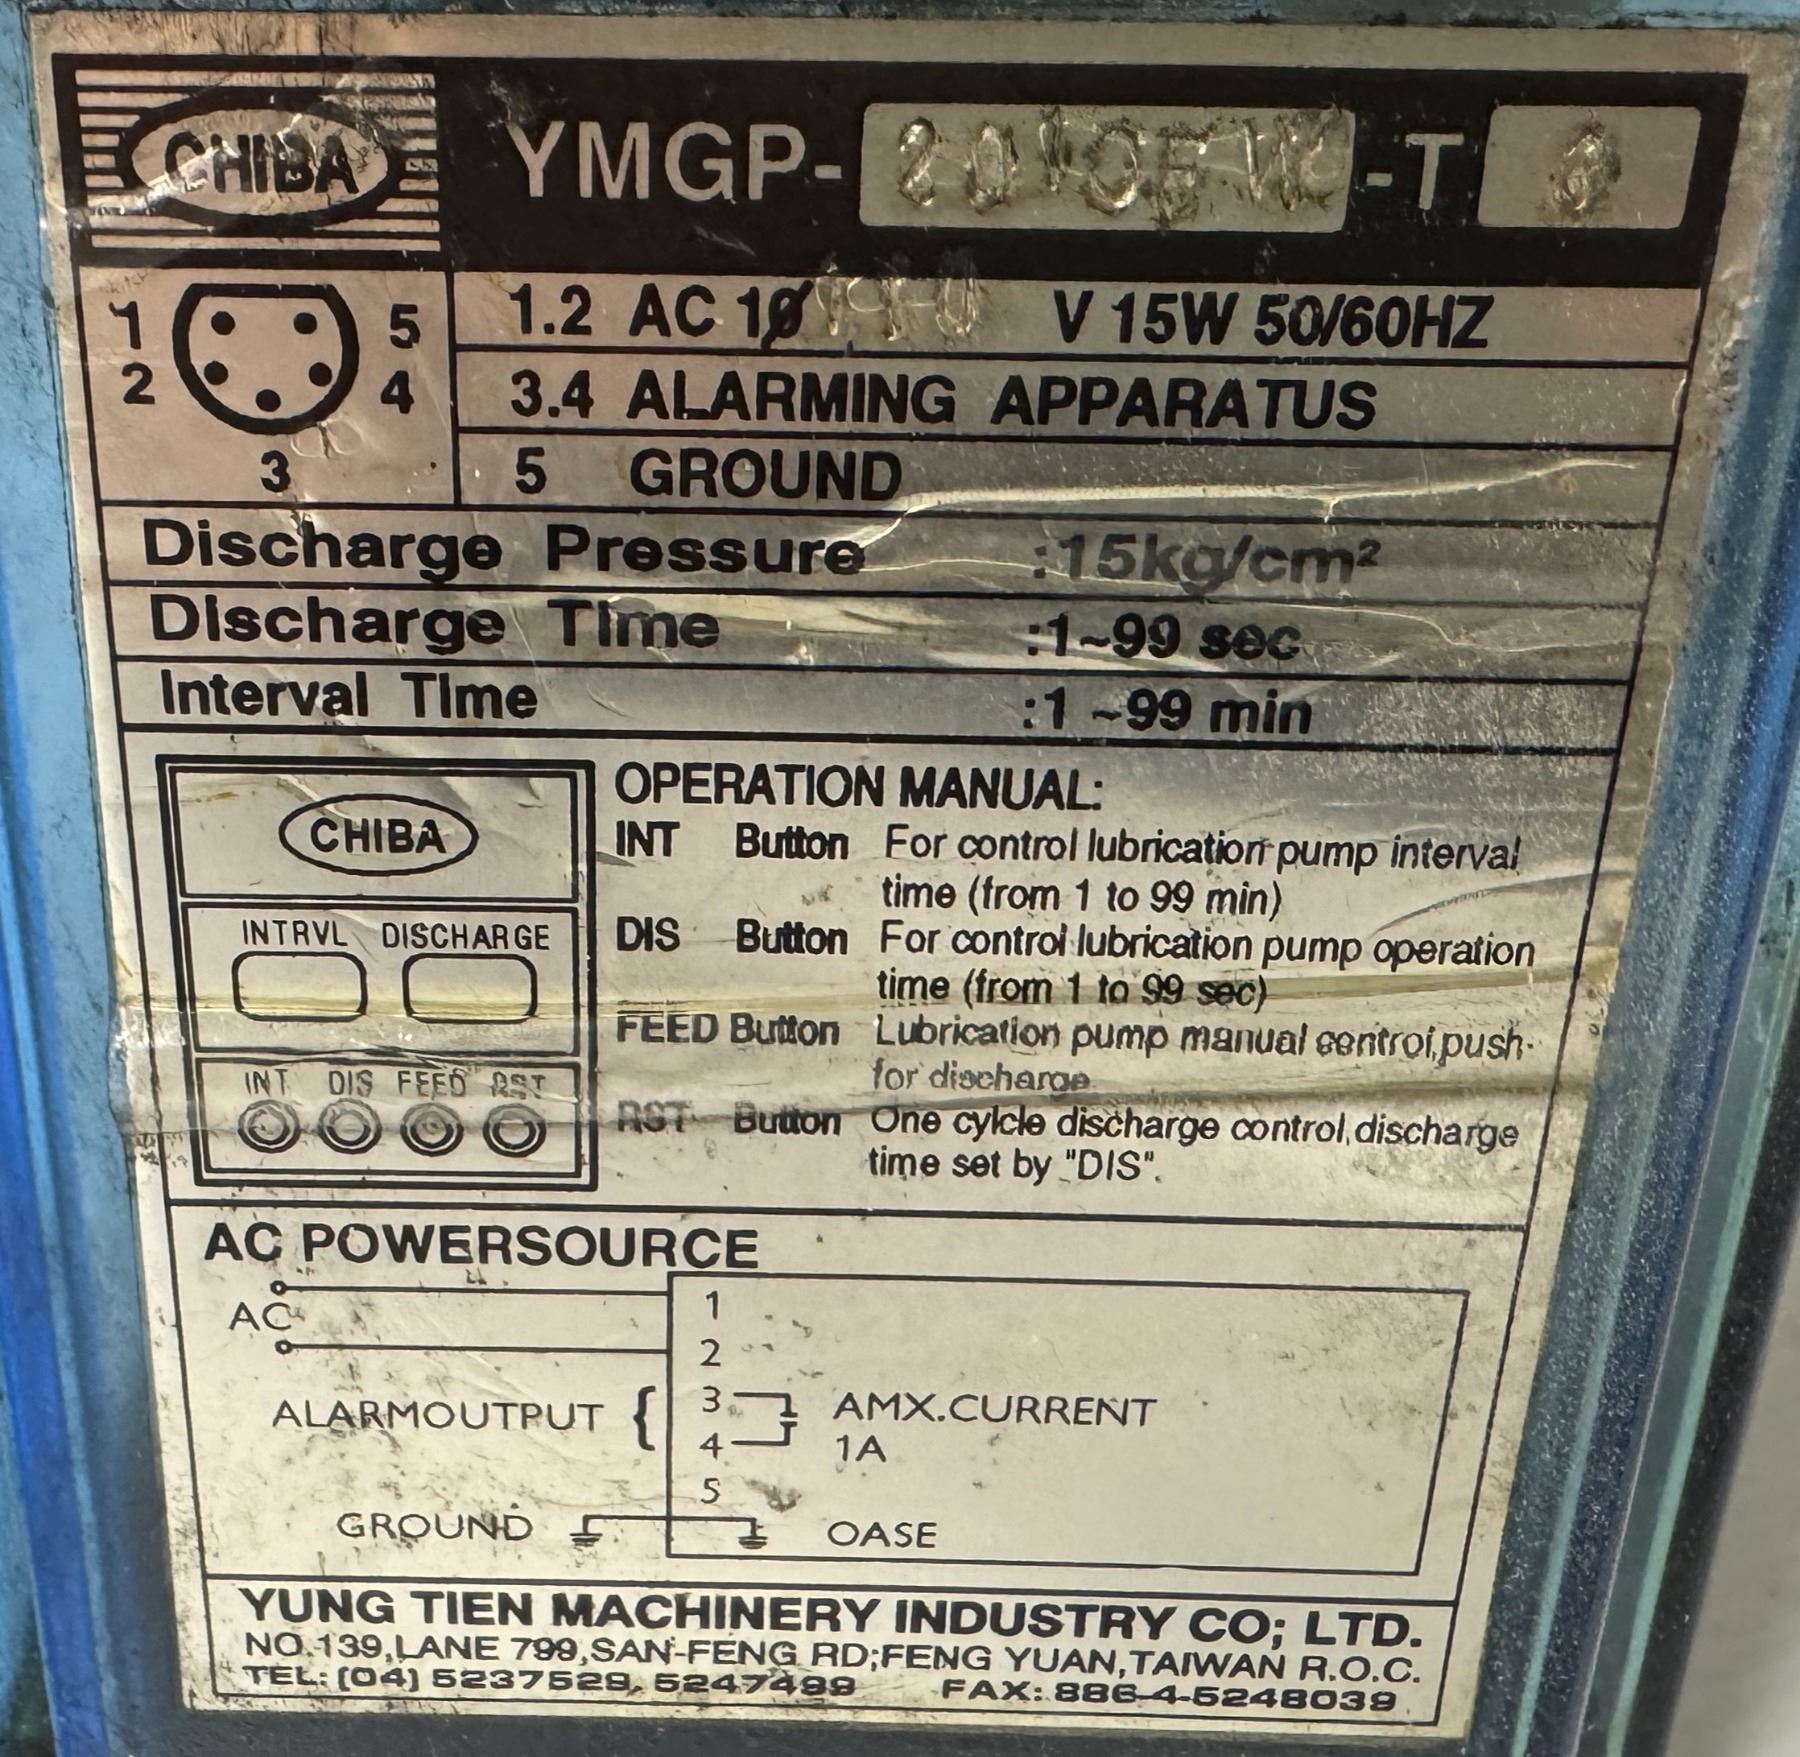 CHIBA YMGP- -T
1
2
3
4
5
1.2 AC V 15W 50/60HZ
3.4 ALARMING APPARATUS
5 GROUND
Discharge Pressure :15kg/cm²
DIscharge TIme :1~99 sec
Interval TIme :1 ~99 min
CHIBA
INTRVL DISCHARGE
INT DIS FEED RST
OPERATION MANUAL:
INT Button For control lubrication pump interval
time (from 1 to 99 min)
DIS Button For control lubrication pump operation
time (from 1 to 99 sec)
FEED Button Lubrication pump manual control,push
for discharge
RST Button One cylcle discharge control,discharge
time set by "DIS".
AC POWERSOURCE
AC
1
2
ALARMOUTPUT { 3 AMX.CURRENT
4 1A
5
GROUND OASE
YUNG TIEN MACHINERY INDUSTRY CO; LTD.
NO.139,LANE 799,SAN-FENG RD;FENG YUAN,TAIWAN R.O.C.
TEL: (04) 5237529, 5247499 FAX: 886-4-5248039